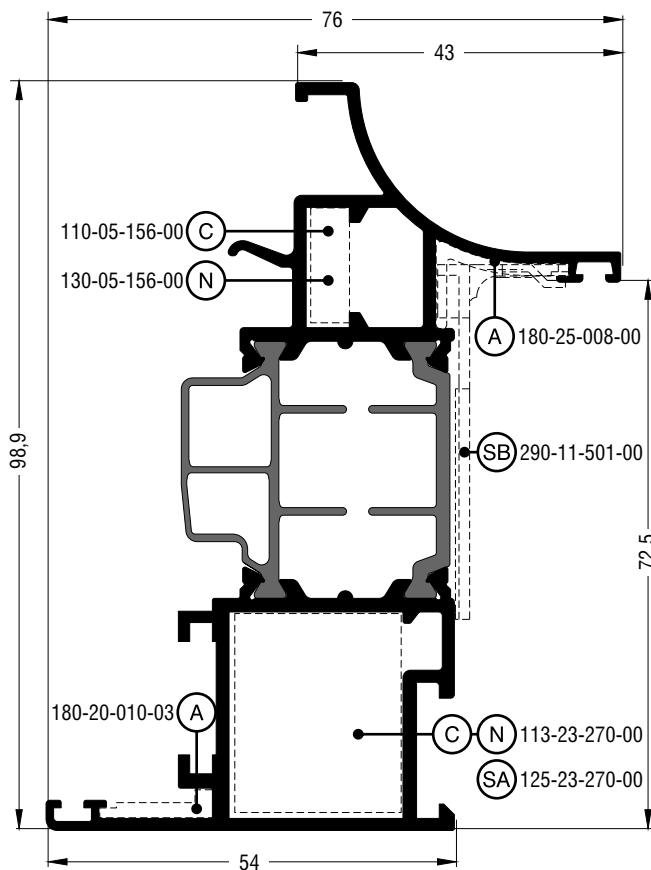 76
43
110-05-156-00 C
130-05-156-00 N
A 180-25-008-00
98,9
SB 290-11-501-00
72,5
180-20-010-03 A
C N 113-23-270-00
SA 125-23-270-00
54